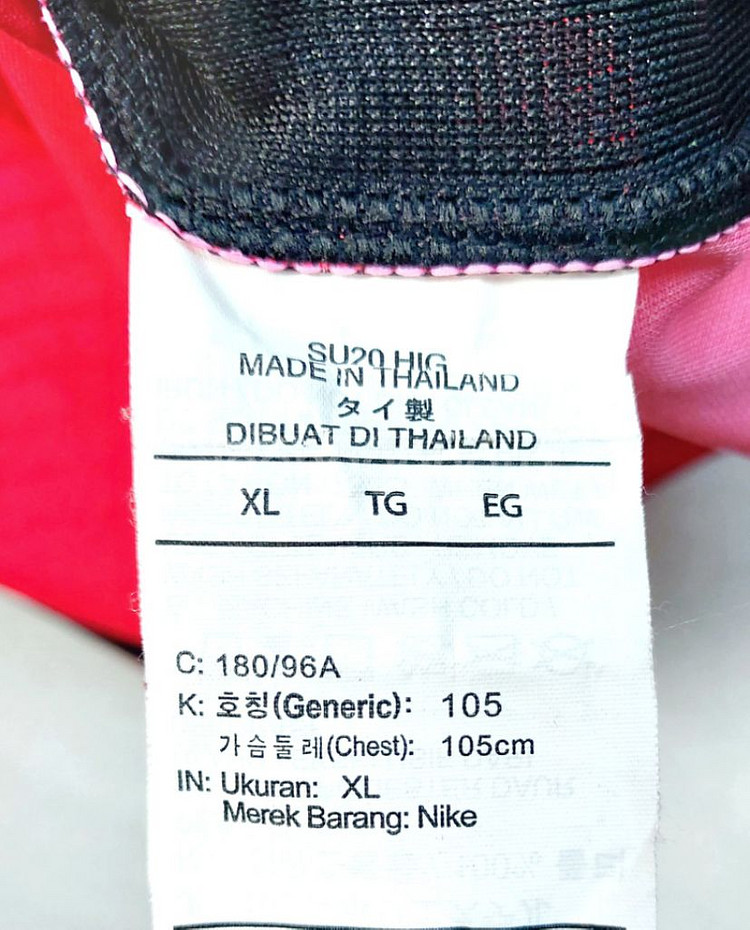 SU20 HIG
MADE IN THAILAND
タイ製
DIBUAT DI THAILAND
XL TG EG
C: 180/96A
K: 호칭(Generic): 105
가슴둘레(Chest): 105cm
IN: Ukuran: XL
Merek Barang: Nike